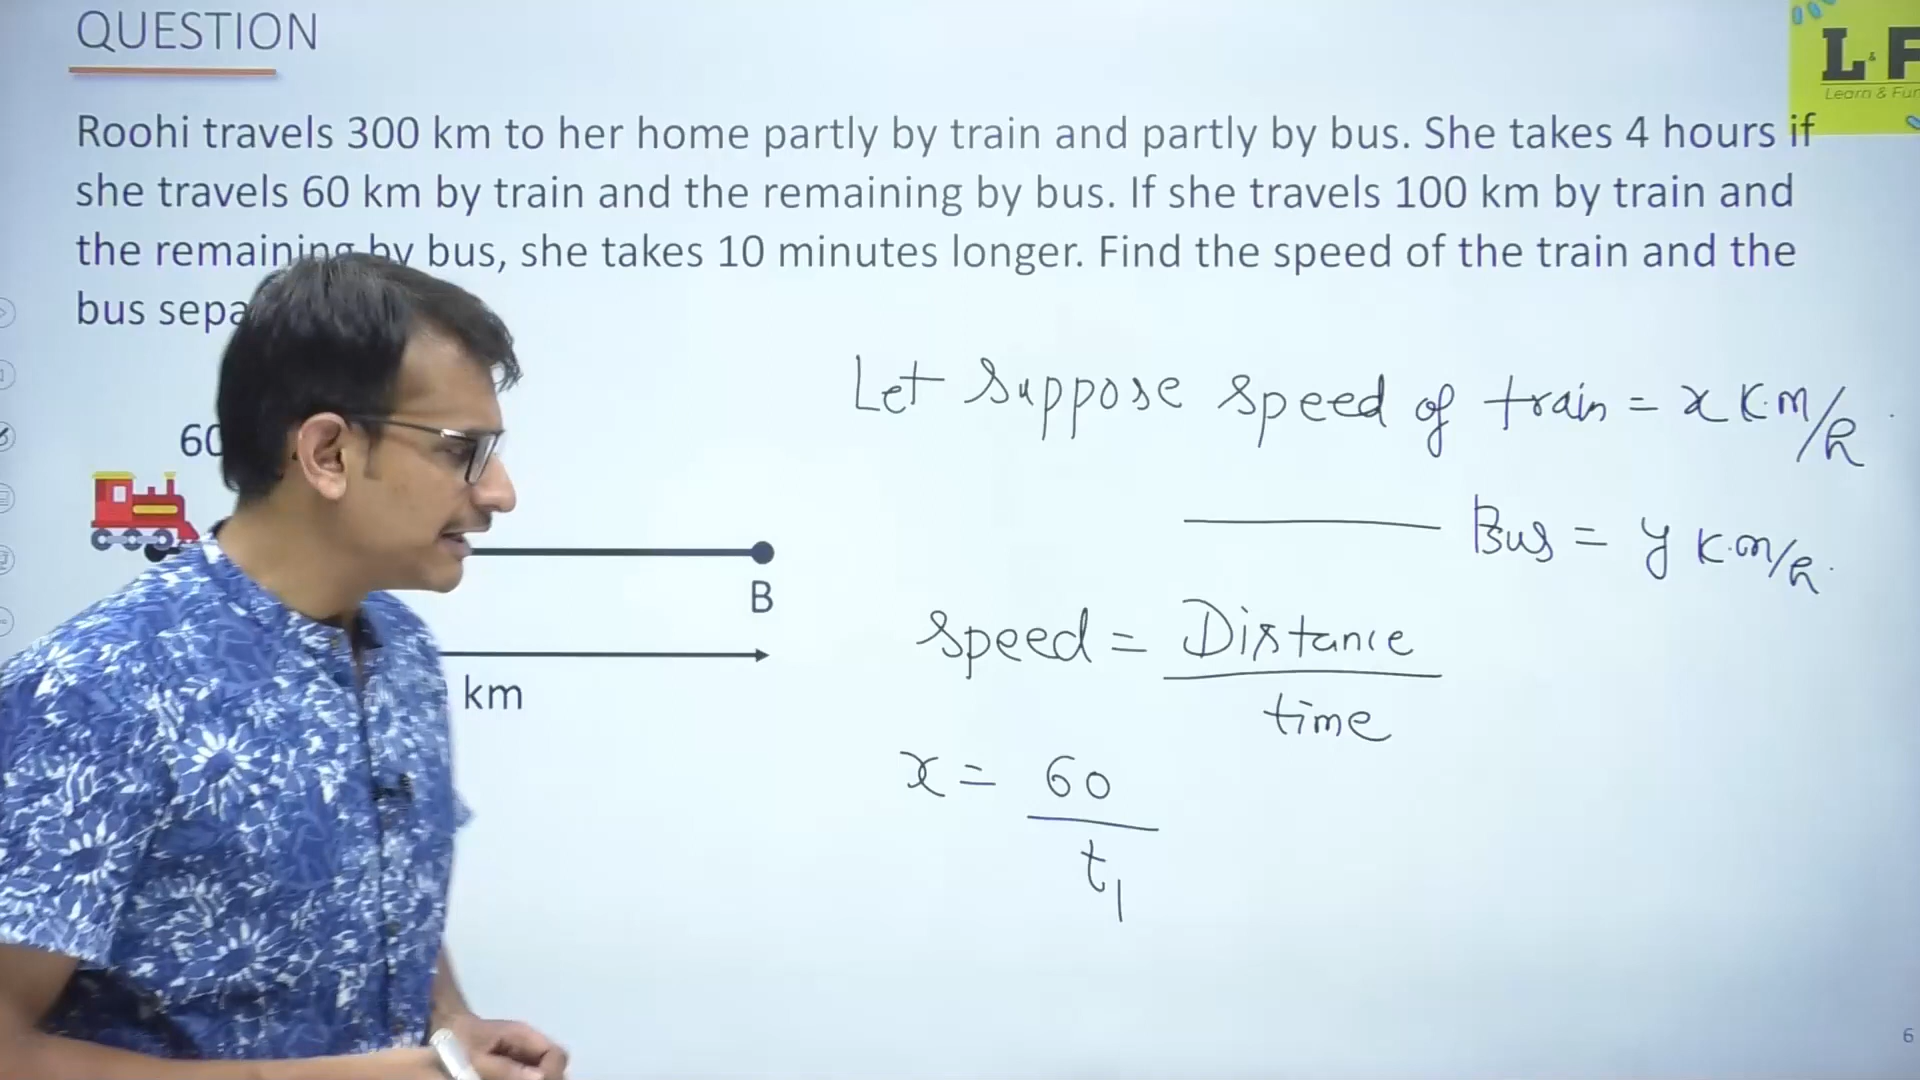 QUESTION
L&F
Learn & Fun
Roohi travels 300 km to her home partly by train and partly by bus. She takes 4 hours if
she travels 60 km by train and the remaining by bus. If she travels 100 km by train and
the remaining by bus, she takes 10 minutes longer. Find the speed of the train and the
bus sepa
Let suppose speed of train = x K.m/h
60
Bus = y K.m/h.
B
speed = Distance
time
km
x = 60
t1
6